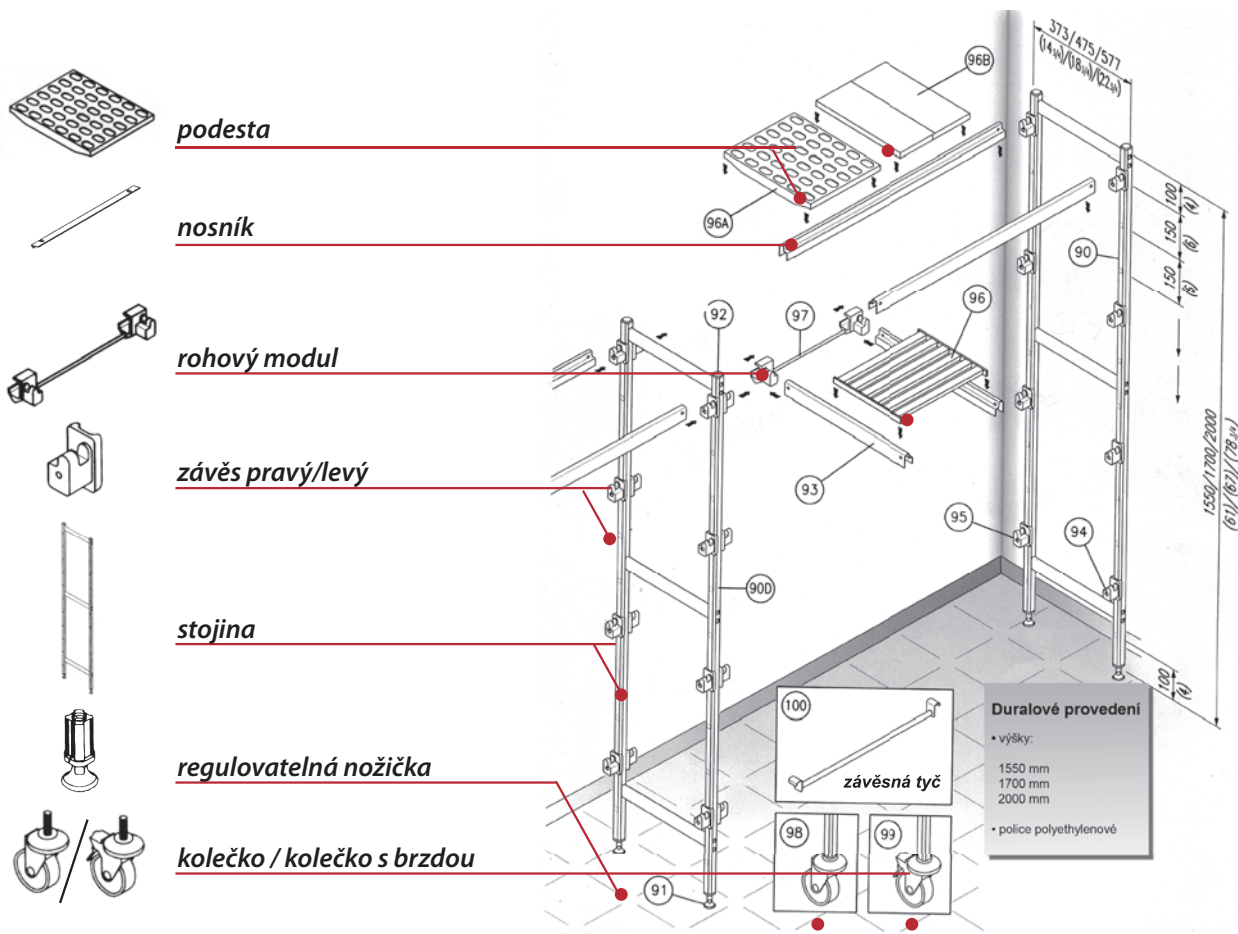 podesta
nosník
rohový modul
závěs pravý/levý
stojina
regulovatelná nožička
kolečko / kolečko s brzdou
96B
96A
92
97
96
93
95
94
90
90D
91
373/475/577
(14 3/4)/(18 3/4)/(22 3/4)
100
(4)
150
(6)
150
(6)
1550/1700/2000
(61)/(67)/(78 3/4)
100
(4)
100
závěsná tyč
98
99
Duralové provedení
• výšky:
1550 mm
1700 mm
2000 mm
• police polyethylenové